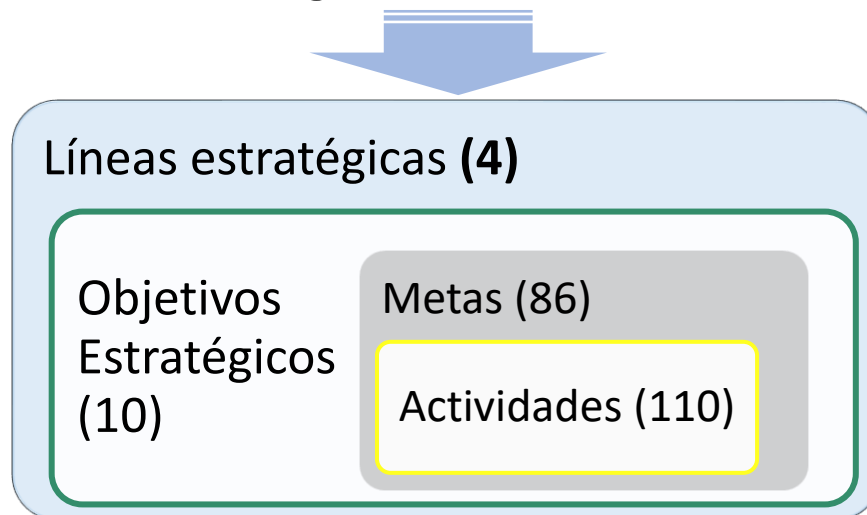 Líneas estratégicas (4)
Objetivos
Estratégicos
(10)
Metas (86)
Actividades (110)